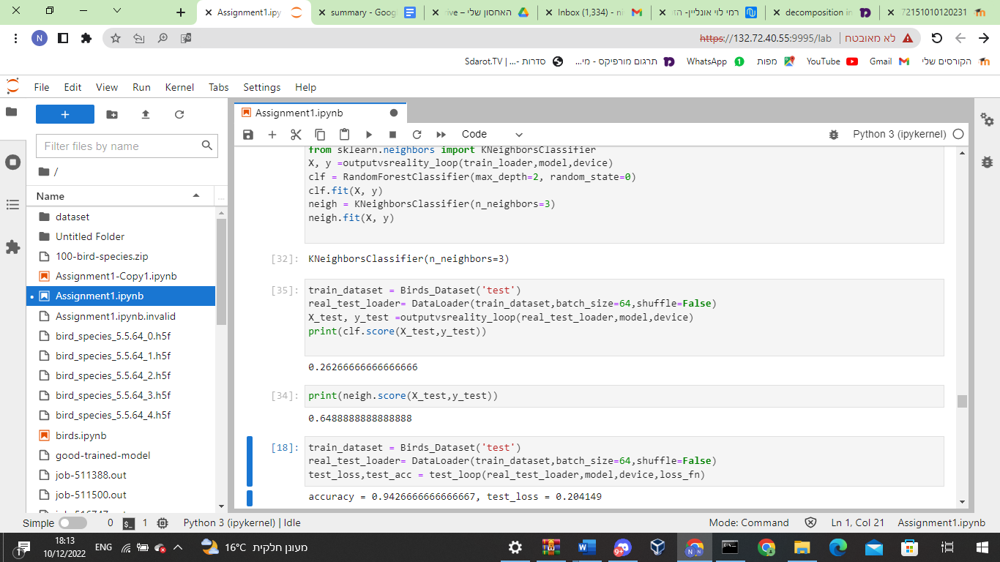 Assignment1.ipy
summary - Goog
האחסון שלי – ive
Inbox (1,334) - ni
רמי לוי אונליין- הז
decomposition in
72151010120231
N
https://132.72.40.55:9995/lab
לא מאובטח
Sdarot.TV | סדרות -...
תרגום מורפיקס - מי...
WhatsApp
1
מפות
YouTube
Gmail
הקורסים שלי
File Edit View Run Kernel Tabs Settings Help
Filter files by name
/
Name
dataset
Untitled Folder
100-bird-species.zip
Assignment1-Copy1.ipynb
Assignment1.ipynb
Assignment1.ipynb.invalid
bird_species_5.5.64_0.h5f
bird_species_5.5.64_1.h5f
bird_species_5.5.64_2.h5f
bird_species_5.5.64_3.h5f
bird_species_5.5.64_4.h5f
birds.ipynb
good-trained-model
job-511388.out
job-511500.out
Assignment1.ipynb
Code
Python 3 (ipykernel)
from sklearn.neighbors import KNeighborsClassifier
X, y =outputvsreality_loop(train_loader,model,device)
clf = RandomForestClassifier(max_depth=2, random_state=0)
clf.fit(X, y)
neigh = KNeighborsClassifier(n_neighbors=3)
neigh.fit(X, y)
[32]: KNeighborsClassifier(n_neighbors=3)
[35]: train_dataset = Birds_Dataset('test')
real_test_loader= DataLoader(train_dataset,batch_size=64,shuffle=False)
X_test, y_test =outputvsreality_loop(real_test_loader,model,device)
print(clf.score(X_test,y_test))
0.26266666666666666
[34]: print(neigh.score(X_test,y_test))
0.6488888888888888
[18]: train_dataset = Birds_Dataset('test')
real_test_loader= DataLoader(train_dataset,batch_size=64,shuffle=False)
test_loss,test_acc = test_loop(real_test_loader,model,device,loss_fn)
accuracy = 0.9426666666666667, test_loss = 0.204149
Simple 0 1 Python 3 (ipykernel) | Idle
Mode: Command Ln 1, Col 21 Assignment1.ipynb
1
18:13
10/12/2022
ENG
16°C מעונן חלקית
9+